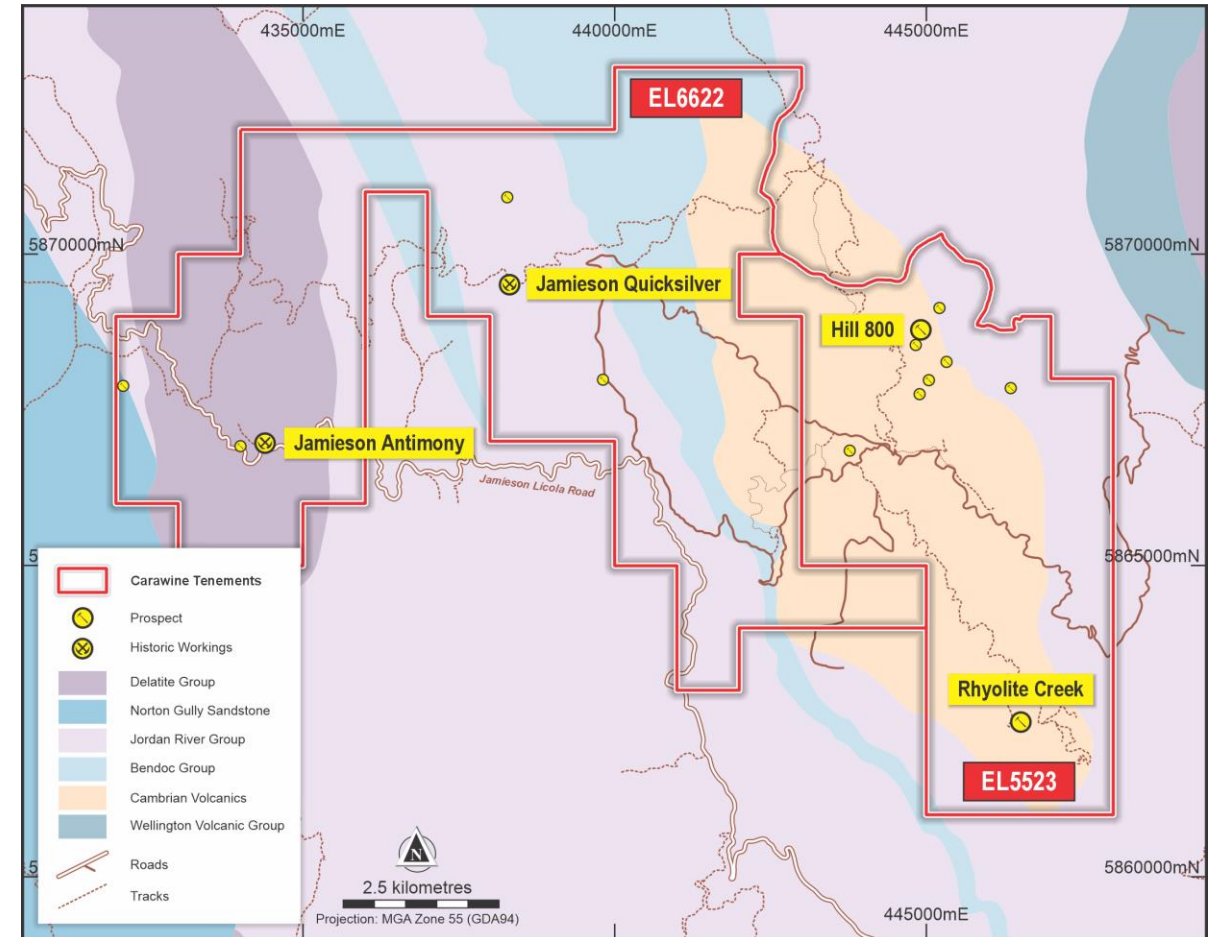 435000mE
440000mE
445000mE
EL6622
5870000mN
5870000mN
Jamieson Quicksilver
Hill 800
Jamieson Antimony
Jamieson Licola Road
5
5865000mN
Carawine Tenements
Prospect
Historic Workings
Delatite Group
Norton Gully Sandstone
Jordan River Group
Bendoc Group
Cambrian Volcanics
Wellington Volcanic Group
Roads
Tracks
Rhyolite Creek
EL5523
5
5860000mN
N
2.5 kilometres
Projection: MGA Zone 55 (GDA94)
445000mE